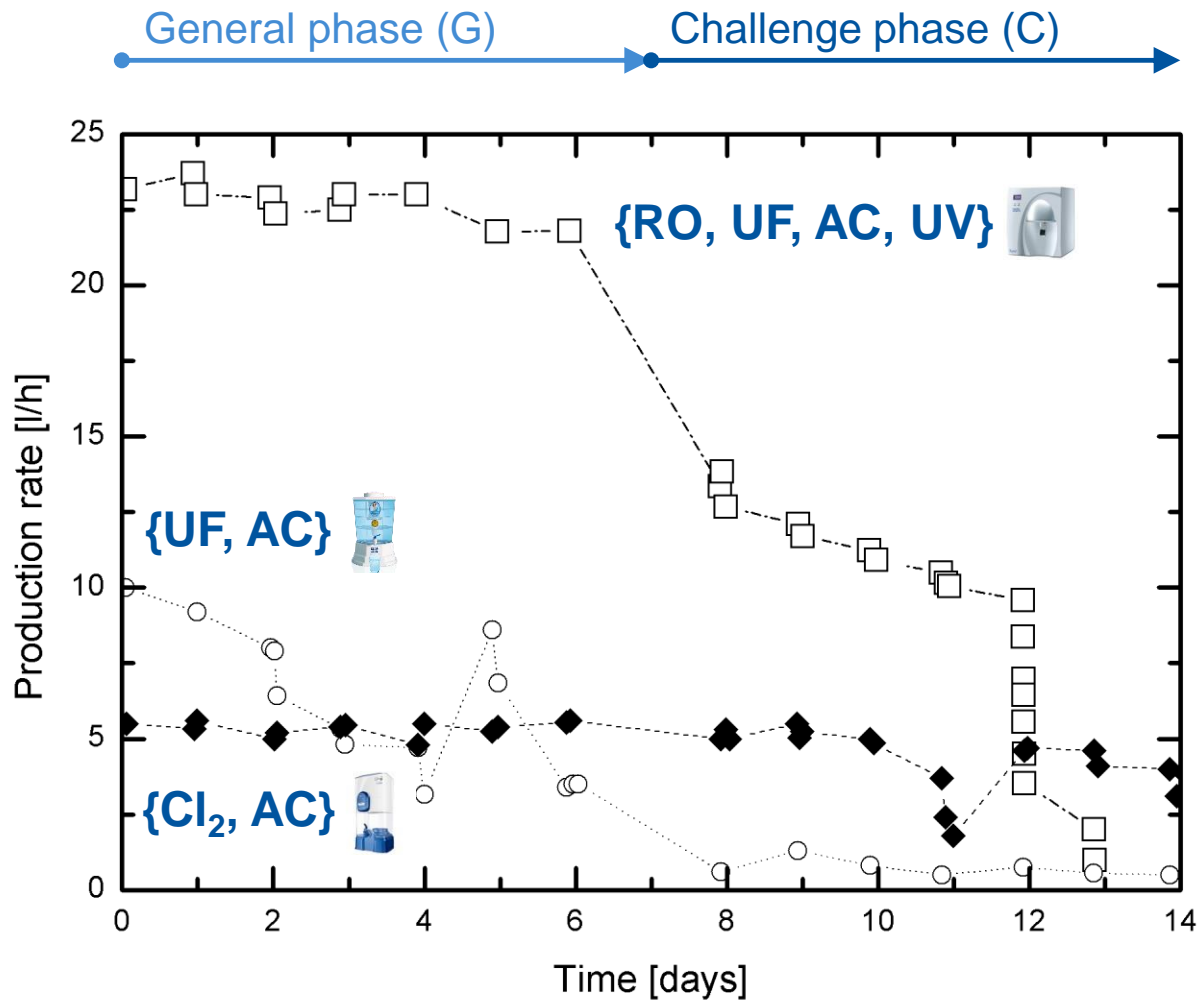 General phase (G)
Challenge phase (C)
25
20
15
10
5
0
Production rate [l/h]
{RO, UF, AC, UV}
{UF, AC}
{Cl₂, AC}
0 2 4 6 8 10 12 14
Time [days]